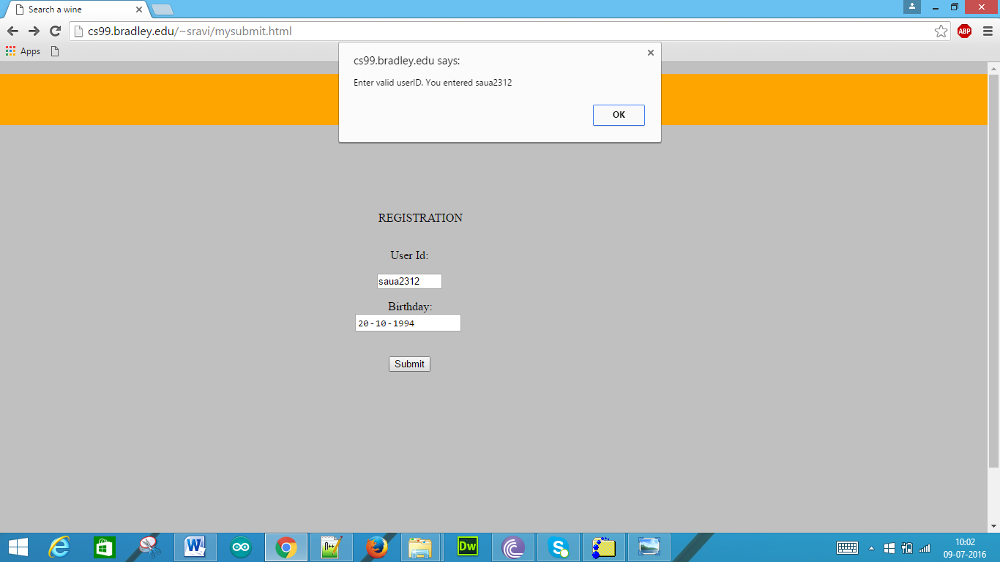 Search a wine
cs99.bradley.edu/~sravi/mysubmit.html
ABP
Apps
cs99.bradley.edu says:
Enter valid userID. You entered saua2312
OK
REGISTRATION
User Id:
saua2312
Birthday:
20-10-1994
Submit
N++
Dw
10:02
09-07-2016